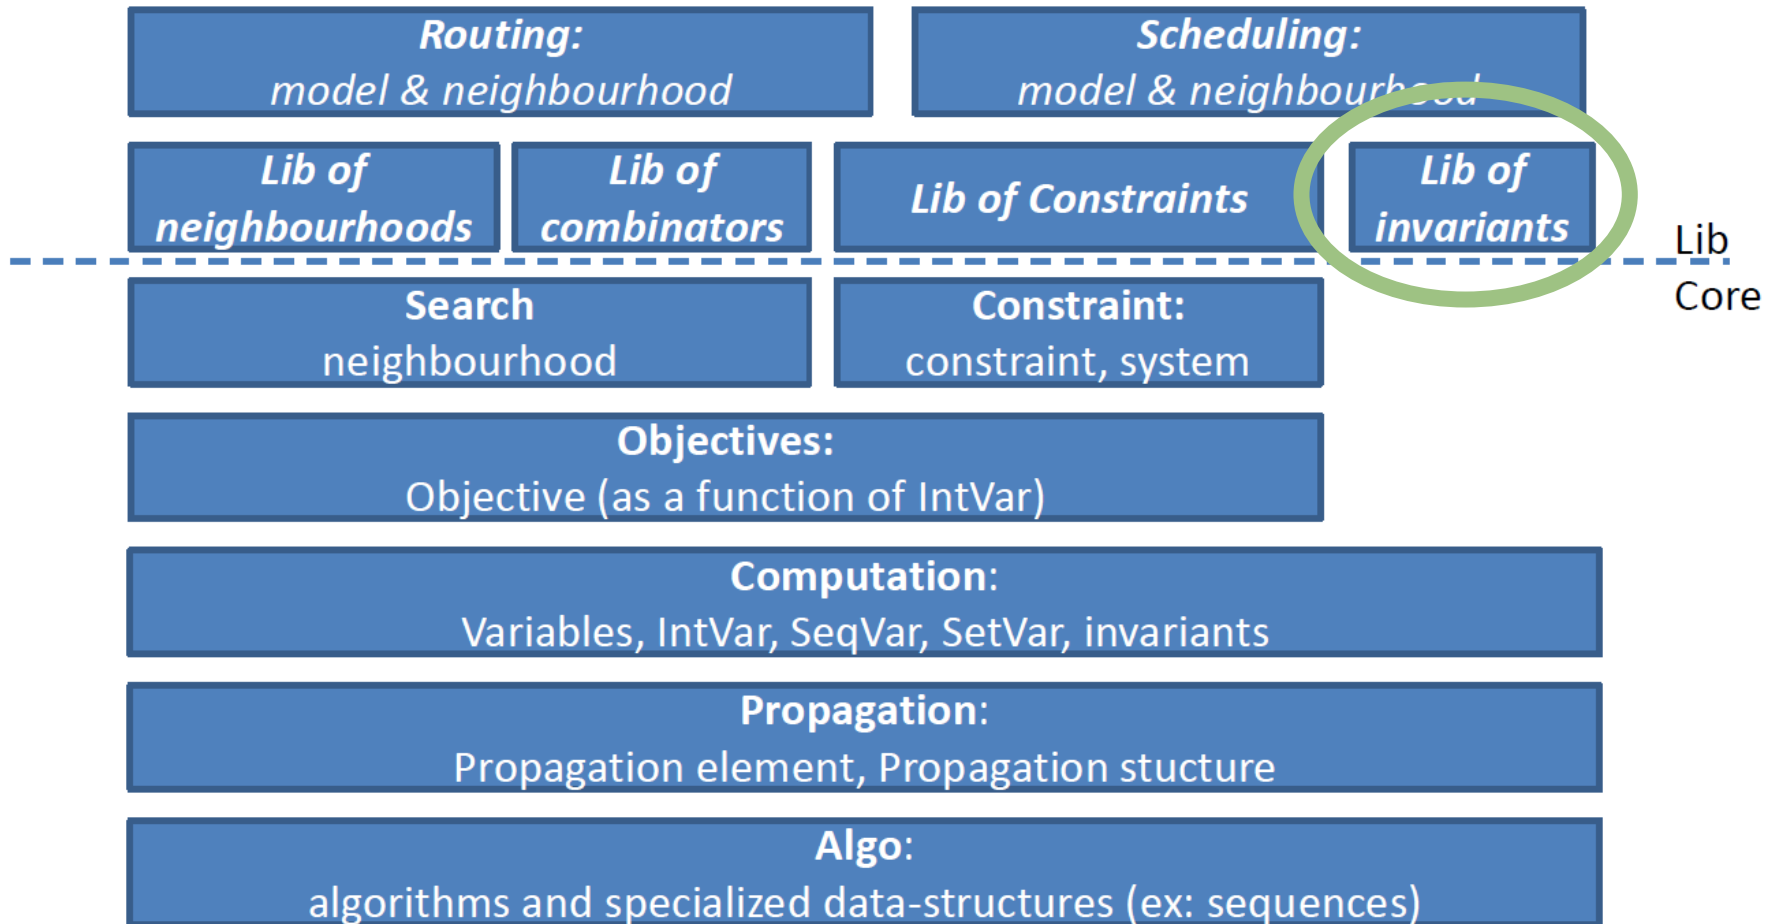 Routing:
model & neighbourhood
Scheduling:
model & neighbourhood
Lib of
neighbourhoods
Lib of
combinators
Lib of Constraints
Lib of
invariants
Lib
Core
Search
neighbourhood
Constraint:
constraint, system
Objectives:
Objective (as a function of IntVar)
Computation:
Variables, IntVar, SeqVar, SetVar, invariants
Propagation:
Propagation element, Propagation stucture
Algo:
algorithms and specialized data-structures (ex: sequences)